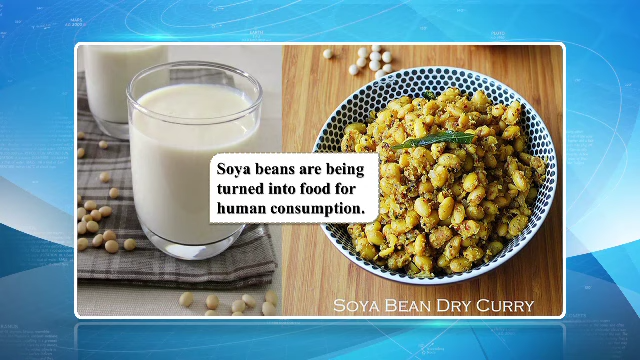 Soya beans are being
turned into food for
human consumption.
SOYA BEAN DRY CURRY